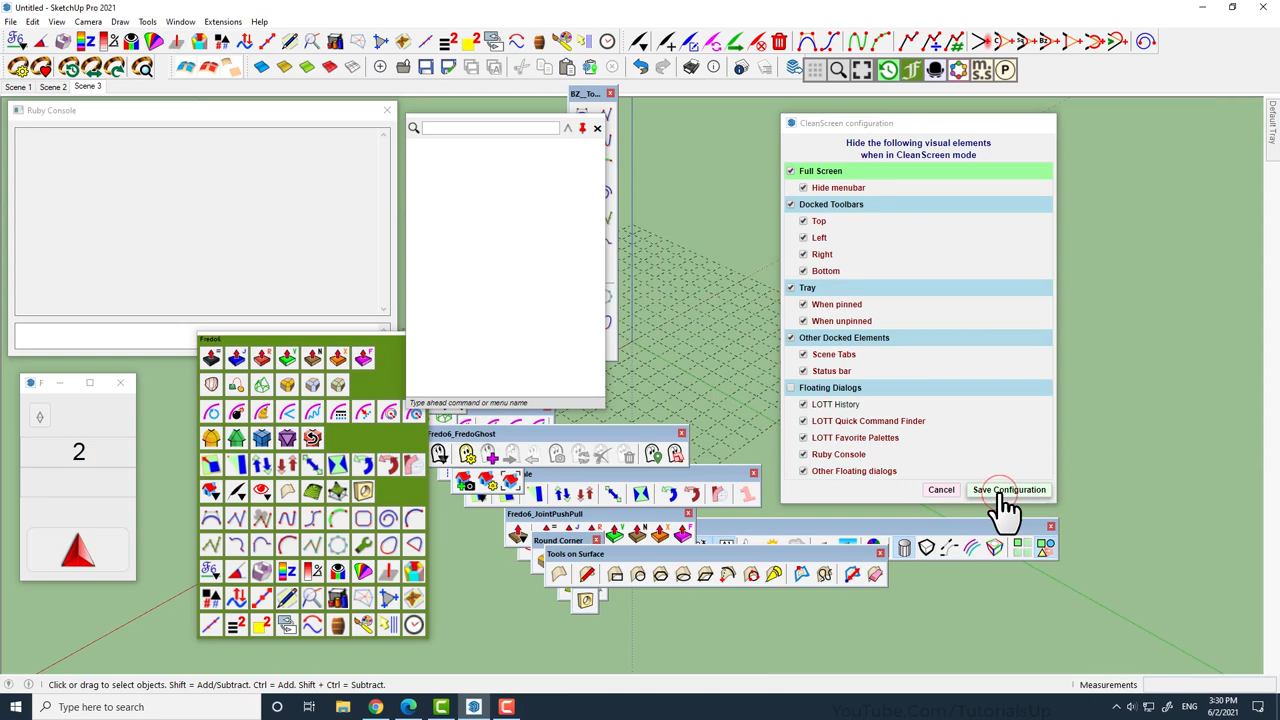 Untitled - SketchUp Pro 2021
File Edit View Camera Draw Tools Window Extensions Help
Scene 1 Scene 2 Scene 3
Ruby Console
BZ__To...
CleanScreen configuration
Hide the following visual elements
when in CleanScreen mode
Full Screen
Hide menubar
Docked Toolbars
Top
Left
Right
Bottom
Tray
When pinned
When unpinned
Other Docked Elements
Scene Tabs
Status bar
Floating Dialogs
LOTT History
LOTT Quick Command Finder
LOTT Favorite Palettes
Ruby Console
Other Floating dialogs
Cancel Save Configuration
Default Tray
Fredo6
Type ahead command or menu name
F
2
Fredo6_FredoGhost
Fredo6_JointPushPull
Round Corner
Tools on Surface
Click or drag to select objects. Shift = Add/Subtract. Ctrl = Add. Shift + Ctrl = Subtract.
Measurements
Type here to search
3:30 PM
6/2/2021
YouTube.Com/TutorialsUp